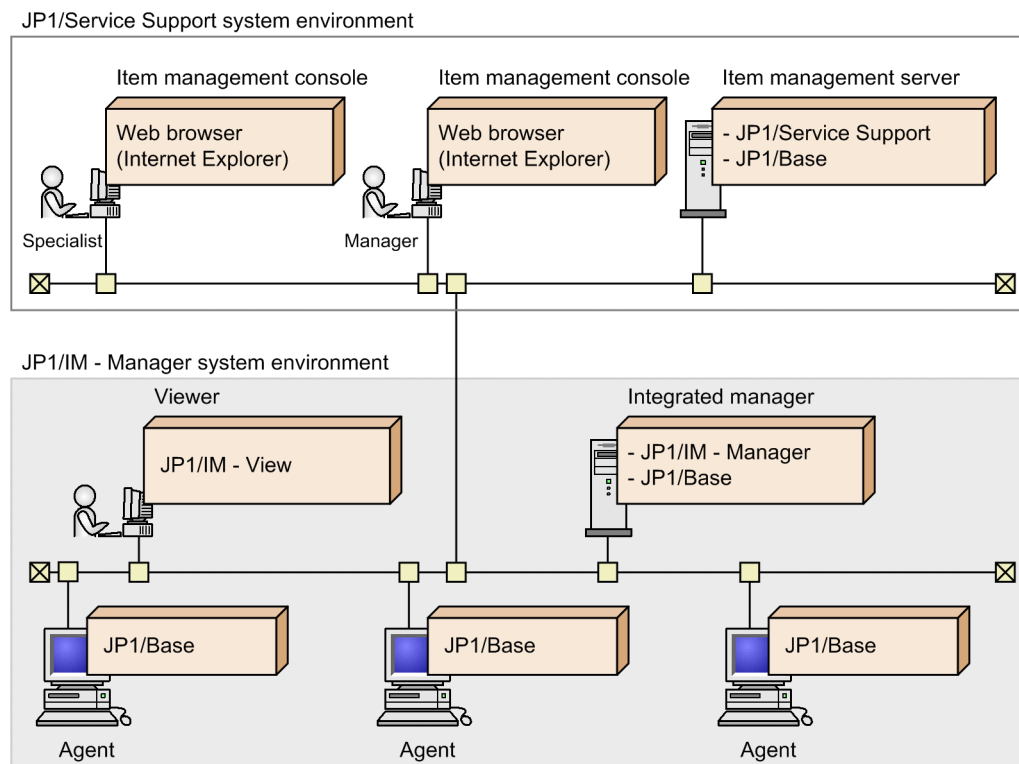 JP1/Service Support system environment
Item management console
Item management console
Item management server
Web browser
(Internet Explorer)
Web browser
(Internet Explorer)
- JP1/Service Support
- JP1/Base
Specialist
Manager
JP1/IM - Manager system environment
Viewer
Integrated manager
JP1/IM - View
- JP1/IM - Manager
- JP1/Base
JP1/Base
JP1/Base
JP1/Base
Agent
Agent
Agent